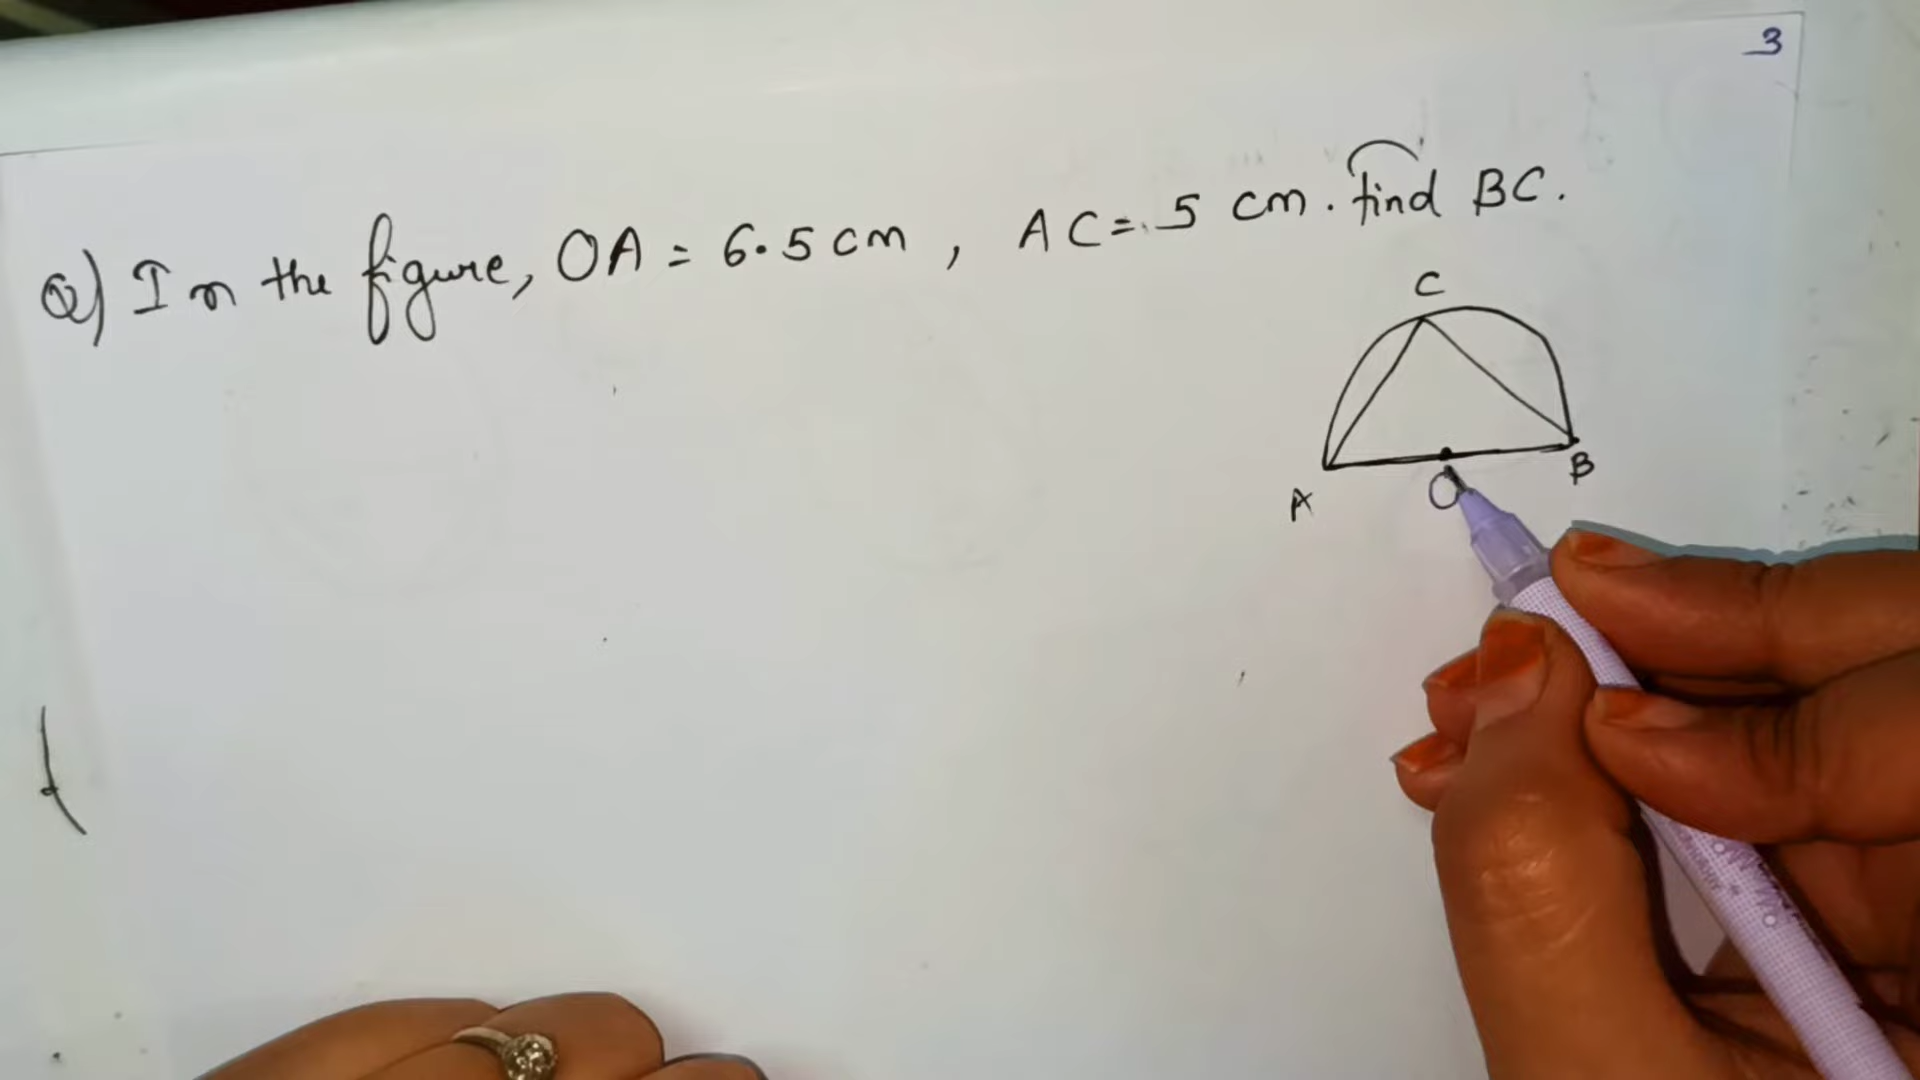 3
Q) In the figure, OA = 6.5 cm, AC = 5 cm. find BC.
C
A O B